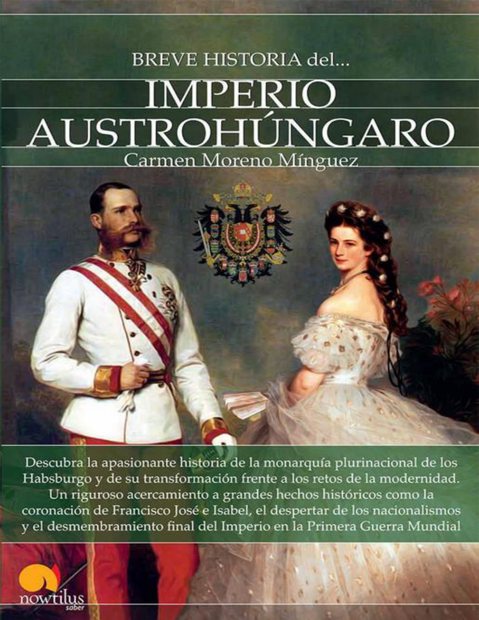 BREVE HISTORIA del...
IMPERIO
AUSTROHÚNGARO
Carmen Moreno Mínguez
Descubra la apasionante historia de la monarquía plurinacional de los
Habsburgo y de su transformación frente a los retos de la modernidad.
Un riguroso acercamiento a grandes hechos históricos como la
coronación de Francisco José e Isabel, el despertar de los nacionalismos
y el desmembramiento final del Imperio en la Primera Guerra Mundial
nowtilus
saber